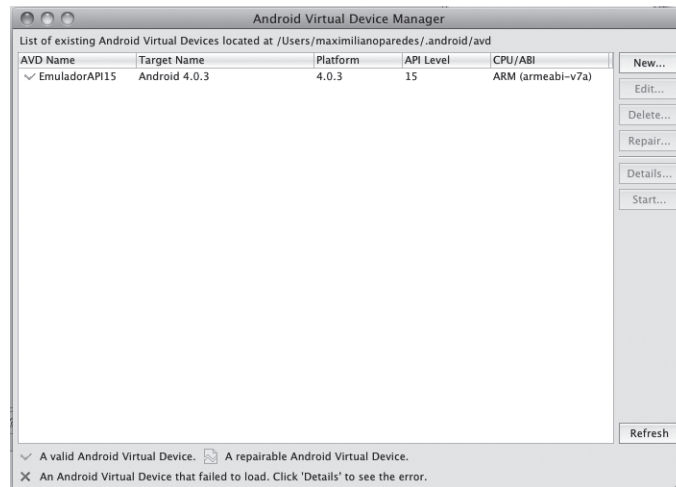 Android Virtual Device Manager
List of existing Android Virtual Devices located at /Users/maximilianoparedes/.android/avd
AVD Name Target Name Platform API Level CPU/ABI
EmuladorAPI15 Android 4.0.3 4.0.3 15 ARM (armeabi-v7a)
New...
Edit...
Delete...
Repair...
Details...
Start...
Refresh
A valid Android Virtual Device. A repairable Android Virtual Device.
An Android Virtual Device that failed to load. Click 'Details' to see the error.